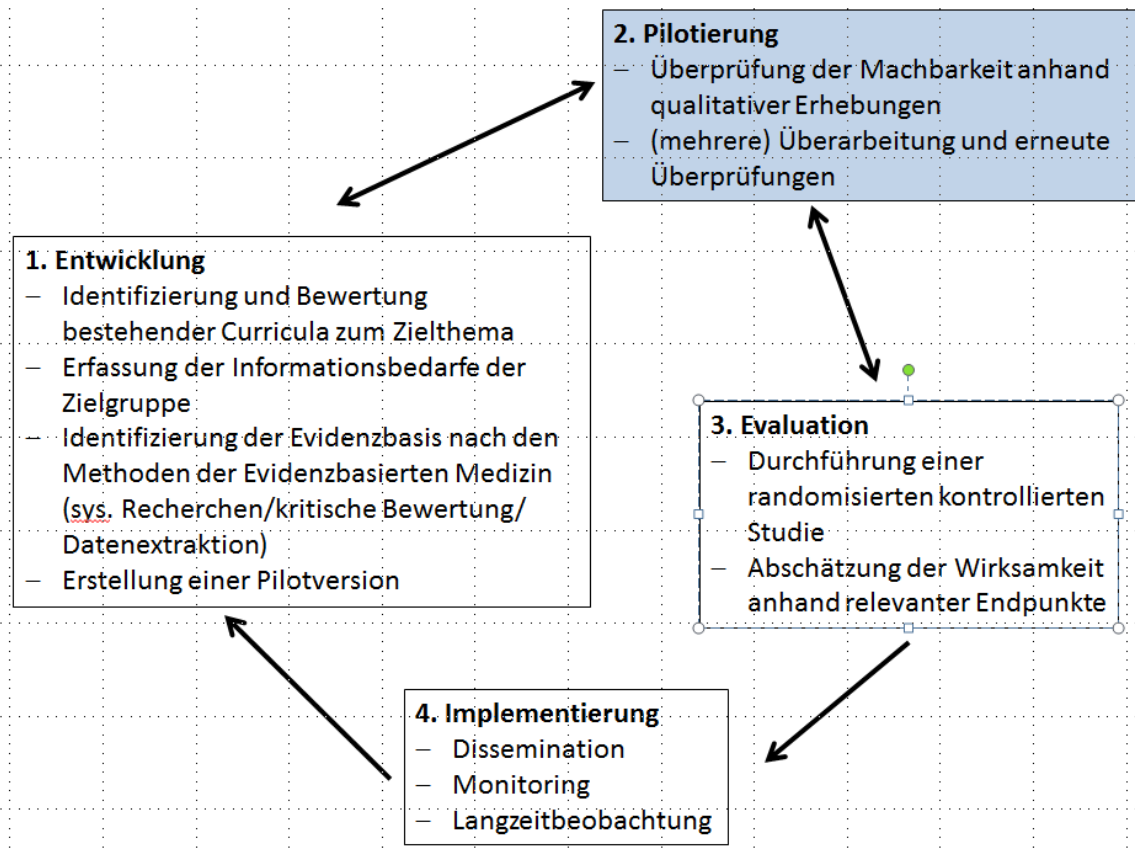 2. Pilotierung
– Überprüfung der Machbarkeit anhand
qualitativer Erhebungen
– (mehrere) Überarbeitung und erneute
Überprüfungen
1. Entwicklung
– Identifizierung und Bewertung
bestehender Curricula zum Zielthema
– Erfassung der Informationsbedarfe der
Zielgruppe
– Identifizierung der Evidenzbasis nach den
Methoden der Evidenzbasierten Medizin
(sys. Recherchen/kritische Bewertung/
Datenextraktion)
– Erstellung einer Pilotversion
3. Evaluation
– Durchführung einer
randomisierten kontrollierten
Studie
– Abschätzung der Wirksamkeit
anhand relevanter Endpunkte
4. Implementierung
– Dissemination
– Monitoring
– Langzeitbeobachtung